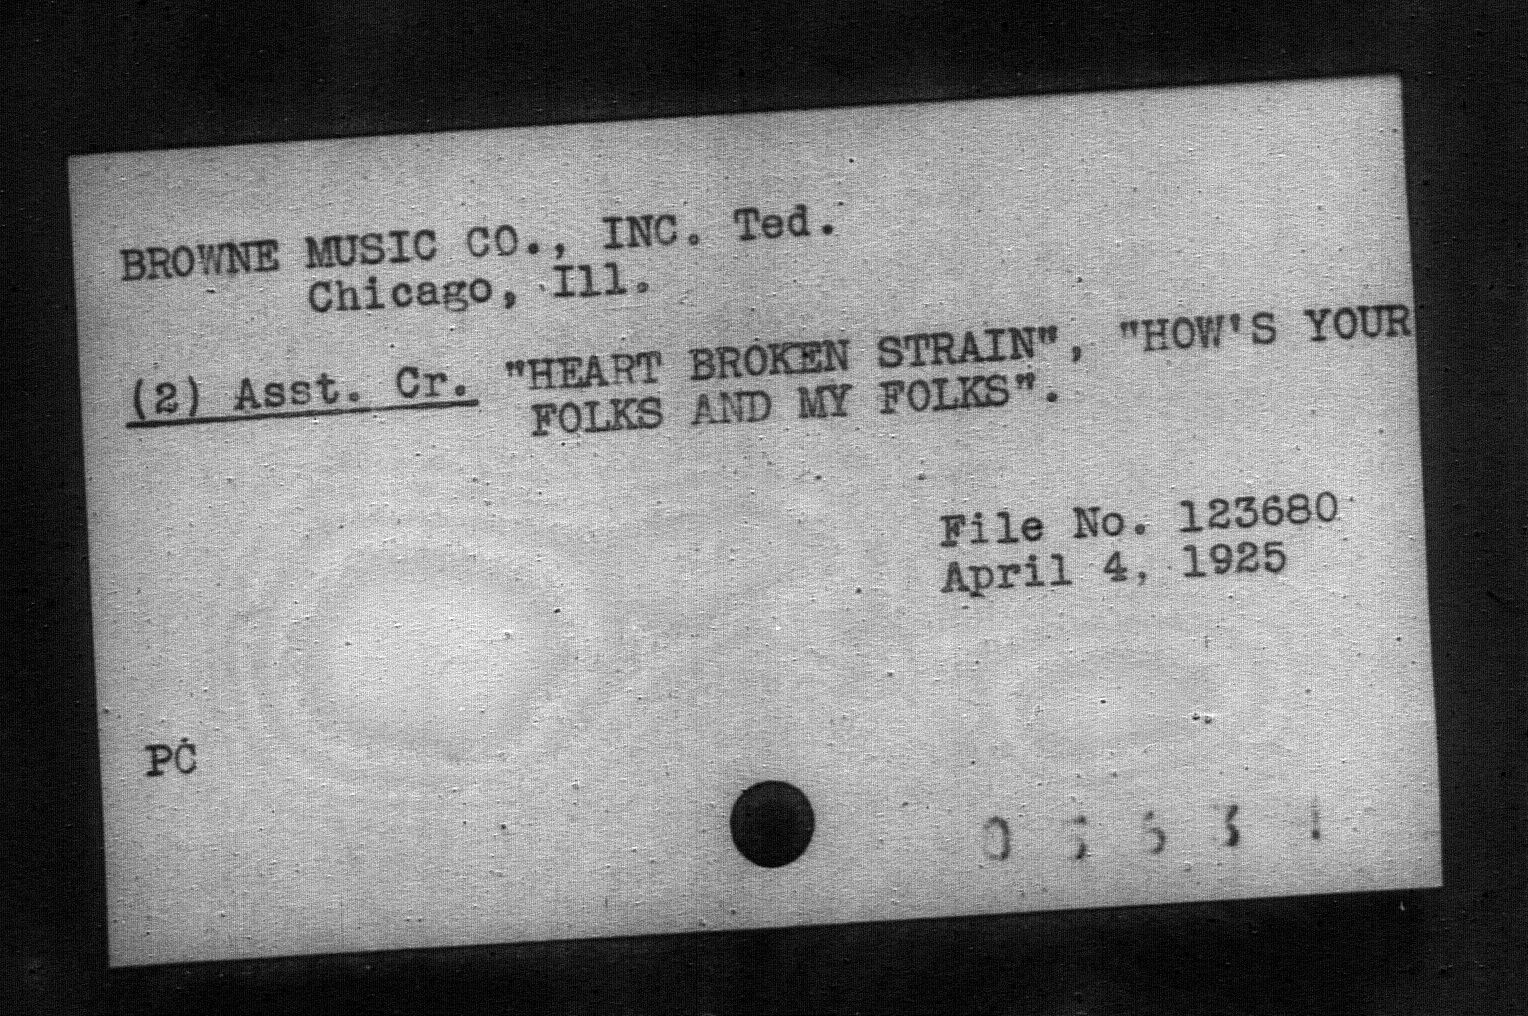 BROWNE MUSIC CO., INC. Ted.
Chicago, Ill.
(2) Asst. Cr. "HEART BROKEN STRAIN", "HOW'S YOUR
FOLKS AND MY FOLKS".
File No. 123680
April 4, 1925
PC